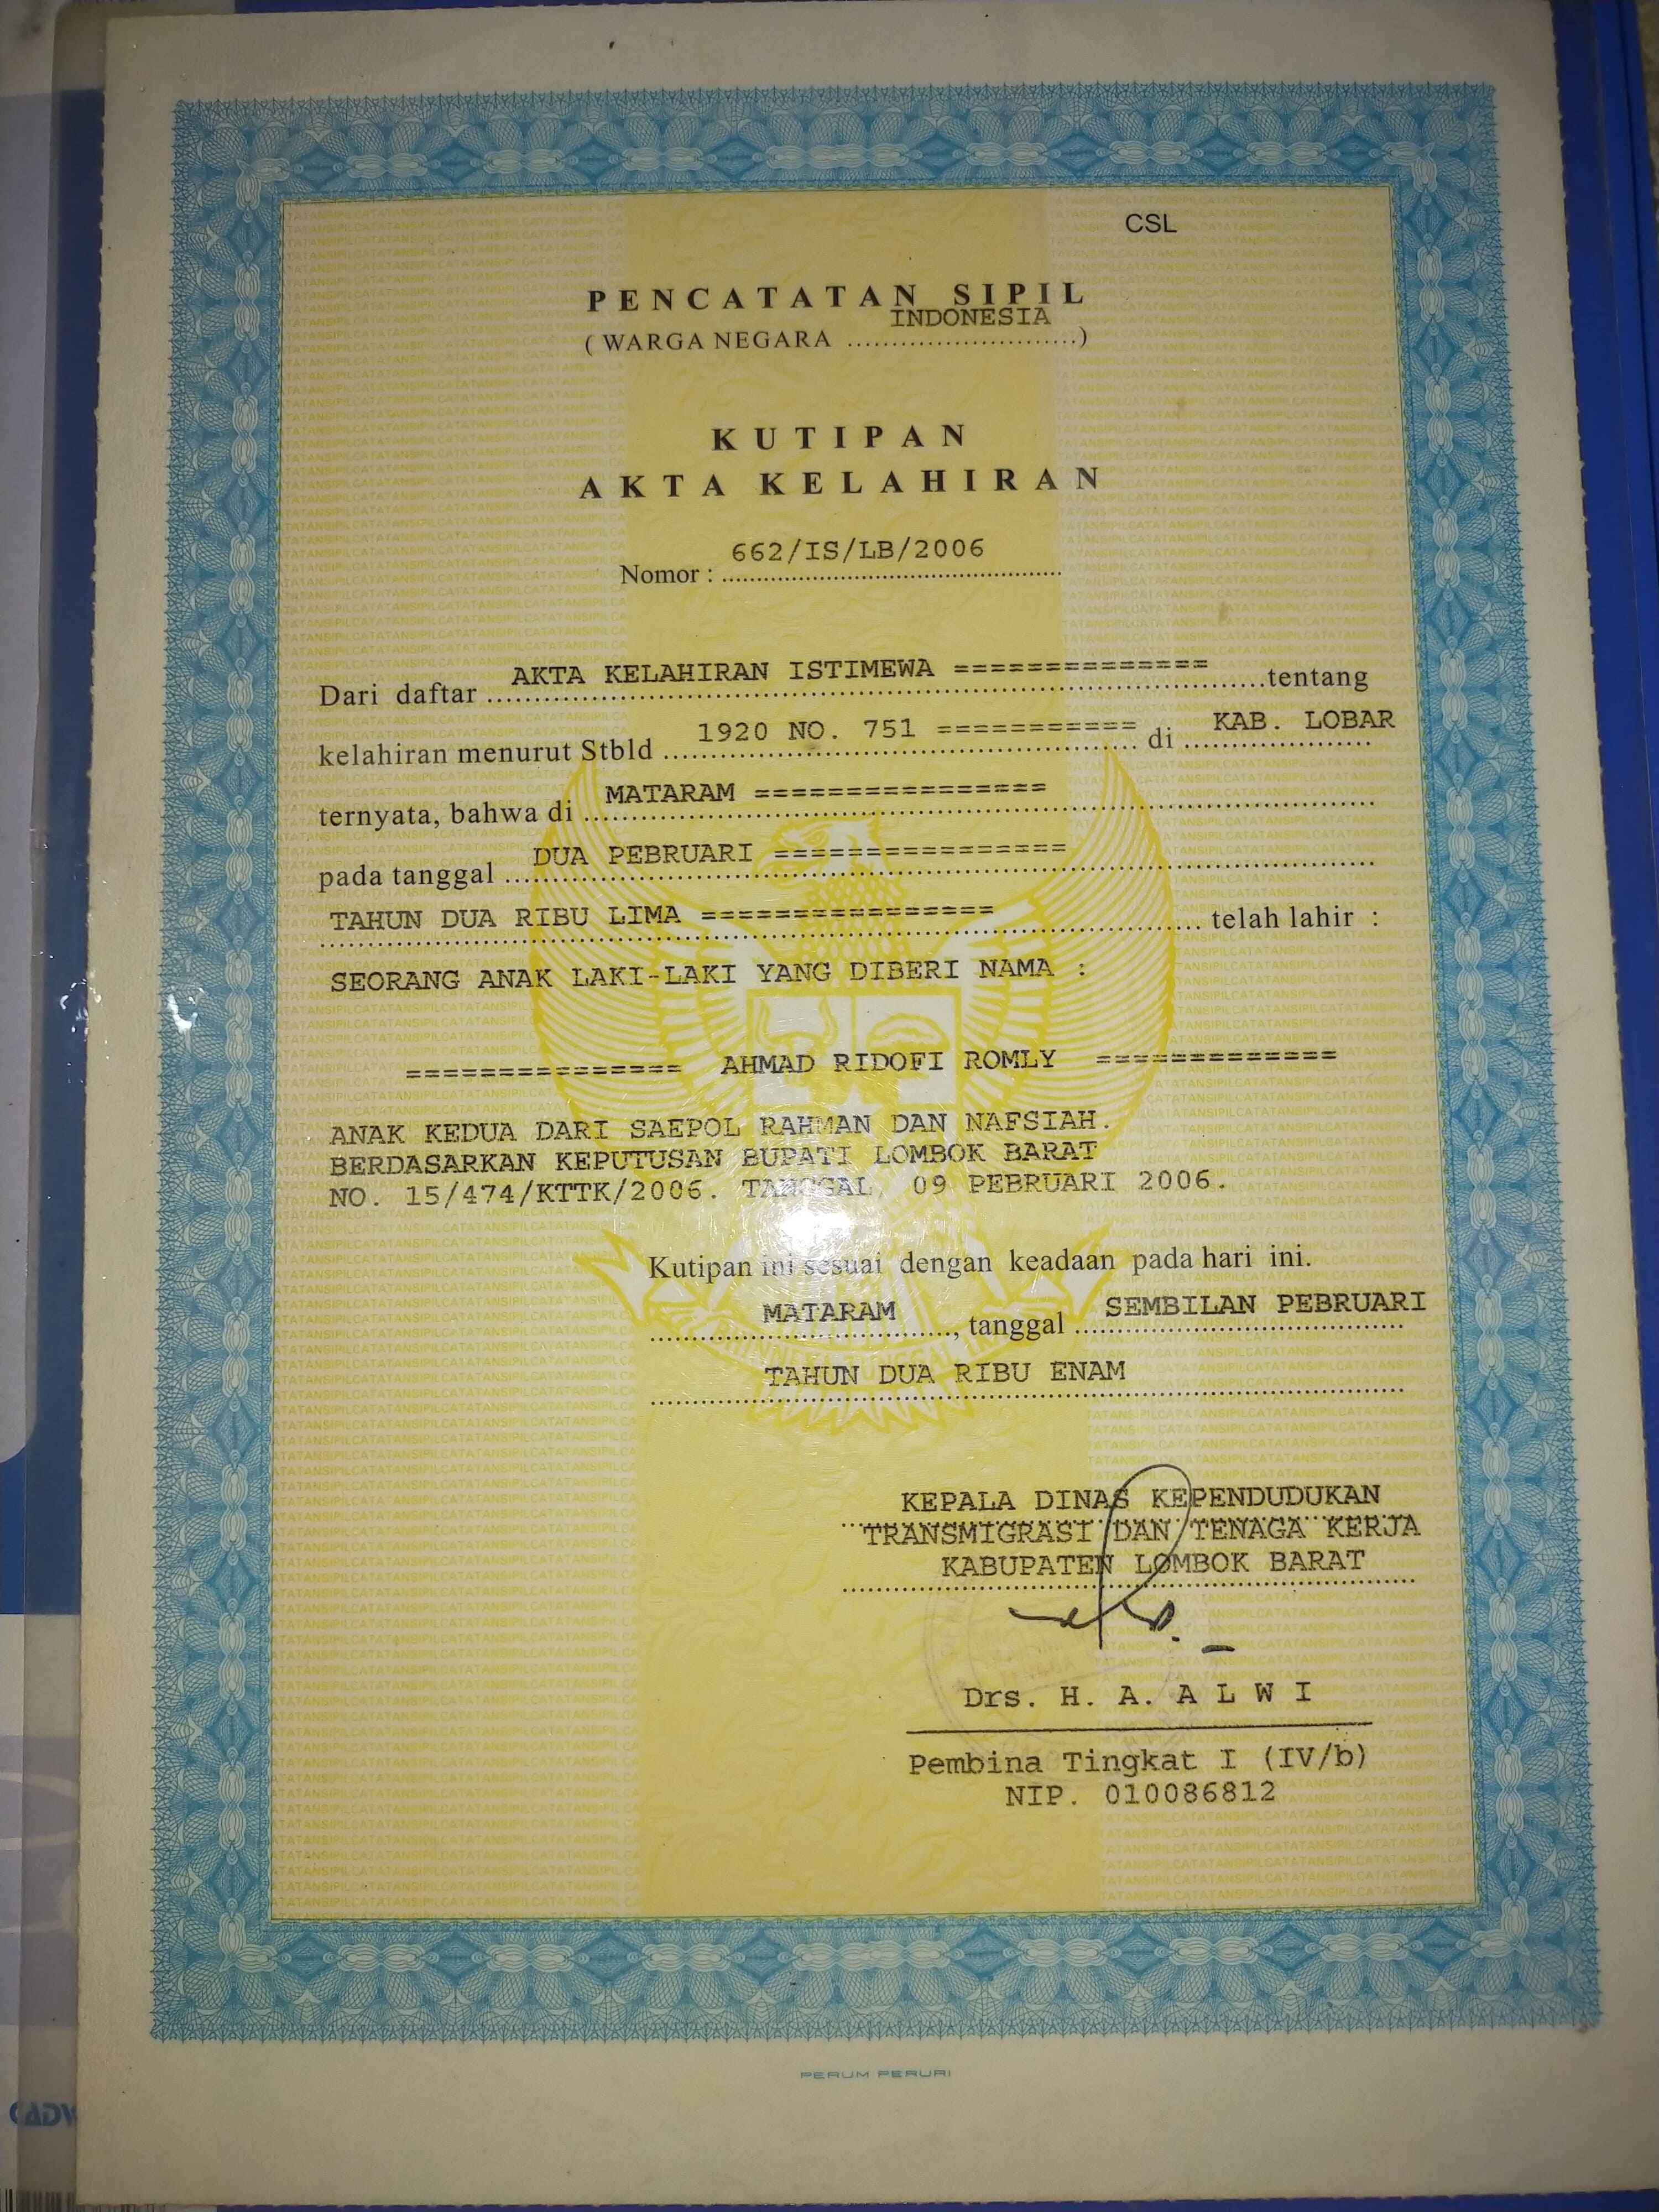 CSL
PENCATATAN SIPIL
INDONESIA
( WARGA NEGARA ..........................)
KUTIPAN
AKTA KELAHIRAN
662/IS/LB/2006
Nomor : ................................................
AKTA KELAHIRAN ISTIMEWA ==============
Dari daftar ..........................................................................................tentang
1920 NO. 751 =========== di KAB. LOBAR
kelahiran menurut Stbld ......................................................... di ....................
MATARAM ================
ternyata, bahwa di ..........................................................................................
DUA PEBRUARI ================
pada tanggal ..........................................................................................
TAHUN DUA RIBU LIMA ================
.......................................................................................... telah lahir :
SEORANG ANAK LAKI-LAKI YANG DIBERI NAMA :
=============== AHMAD RIDOFI ROMLY =============
ANAK KEDUA DARI SAEPOL RAHMAN DAN NAFSIAH.
BERDASARKAN KEPUTUSAN BUPATI LOMBOK BARAT
NO. 15/474/KTTK/2006. TANGGAL 09 PEBRUARI 2006.
Kutipan ini sesuai dengan keadaan pada hari ini.
MATARAM SEMBILAN PEBRUARI
..................................., tanggal .......................................
TAHUN DUA RIBU ENAM
KEPALA DINAS KEPENDUDUKAN
TRANSMIGRASI DAN TENAGA KERJA
KABUPATEN LOMBOK BARAT
Drs. H. A. A L W I
Pembina Tingkat I (IV/b)
NIP. 010086812
PERUM PERURI